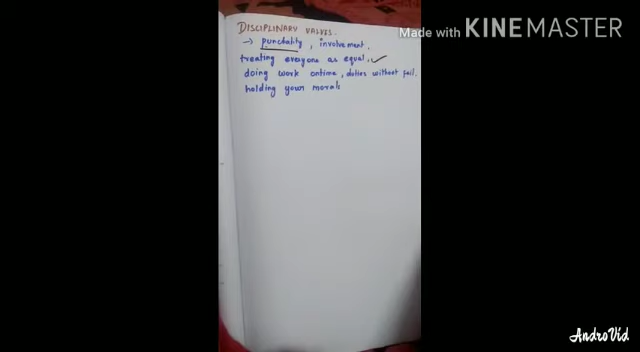 DISCIPLINARY VALUES.
→ punchality, involvement,
treating everyone as equal, ✓
doing work ontime, duties without fail,
holding your morals
Made with KINEMASTER
AndroVid